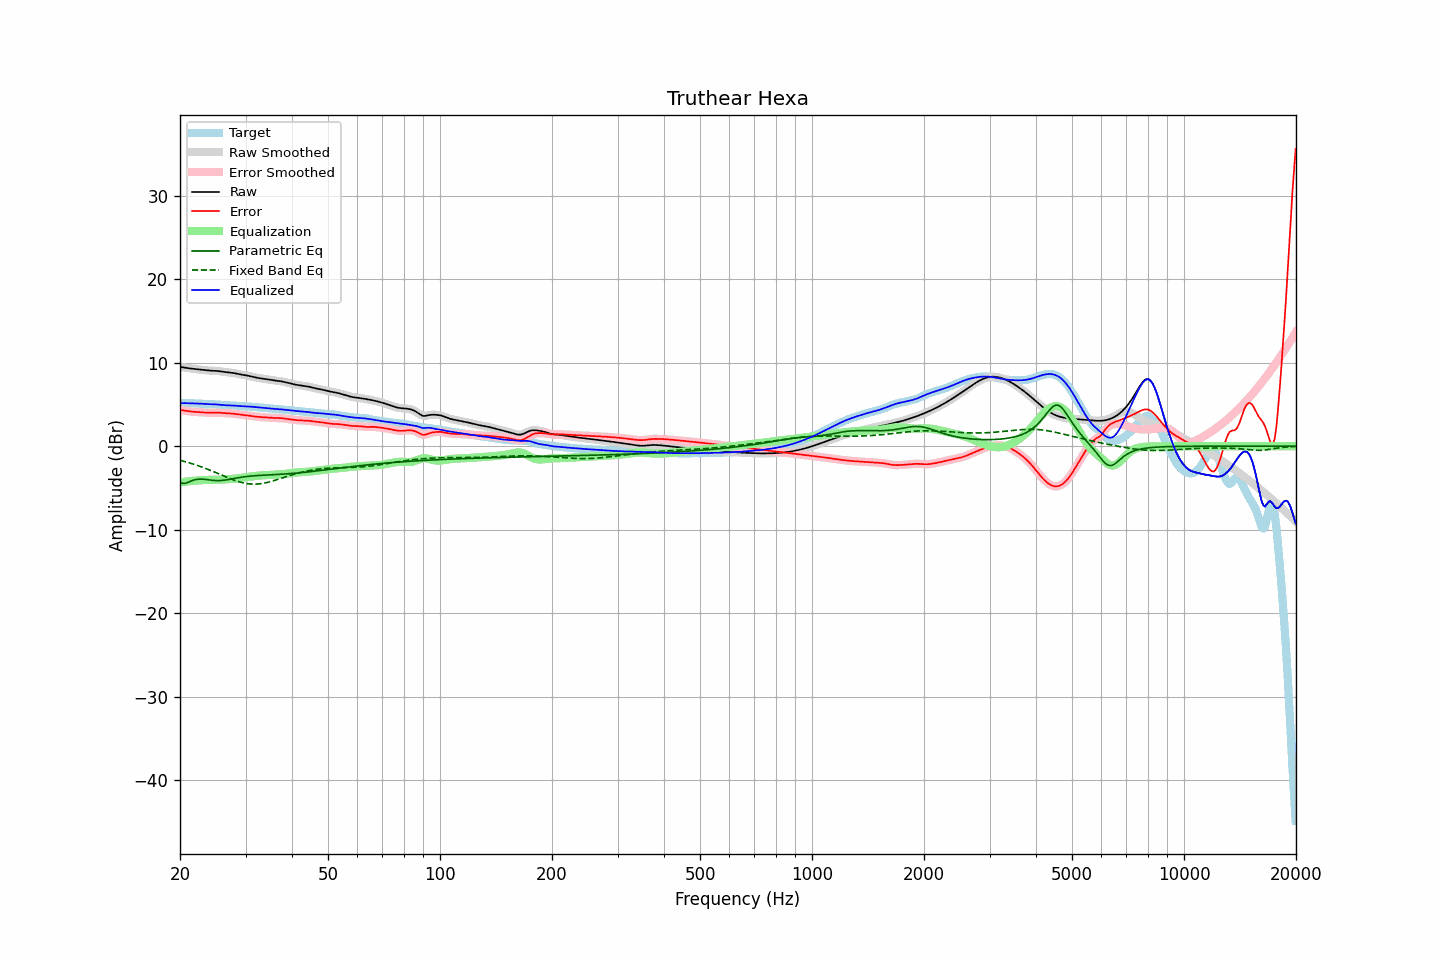 Truthear Hexa
Target
Raw Smoothed
Error Smoothed
Raw
Error
Equalization
Parametric Eq
Fixed Band Eq
Equalized
30
20
10
0
−10
−20
−30
−40
Amplitude (dBr)
20 50 100 200 500 1000 2000 5000 10000 20000
Frequency (Hz)